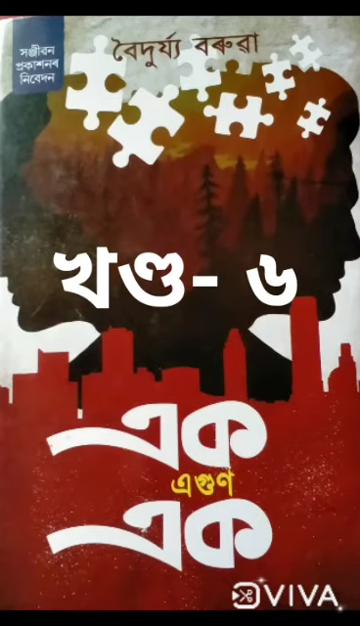 সঞ্জীৱন
প্ৰকাশনৰ
নিবেদন
বৈদুৰ্য্য বৰুৱা
খণ্ড- ৬
এক
এগুণ
এক
VIVA